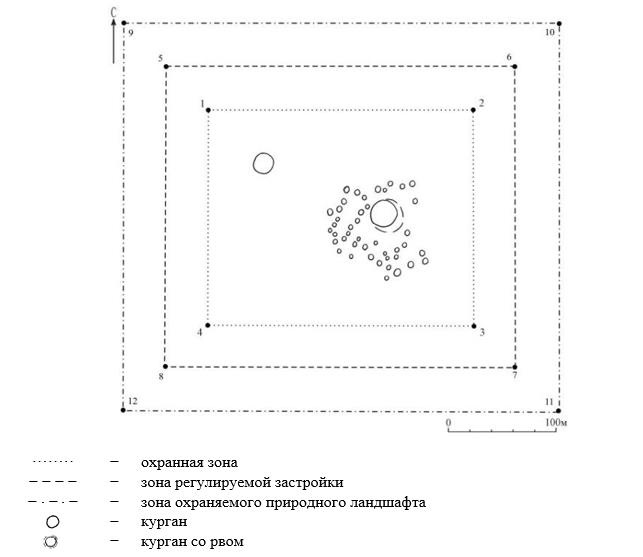 С
9
10
5
6
1
2
4
3
8
7
12
11
0
100м
– охранная зона
– зона регулируемой застройки
– зона охраняемого природного ландшафта
– курган
– курган со рвом